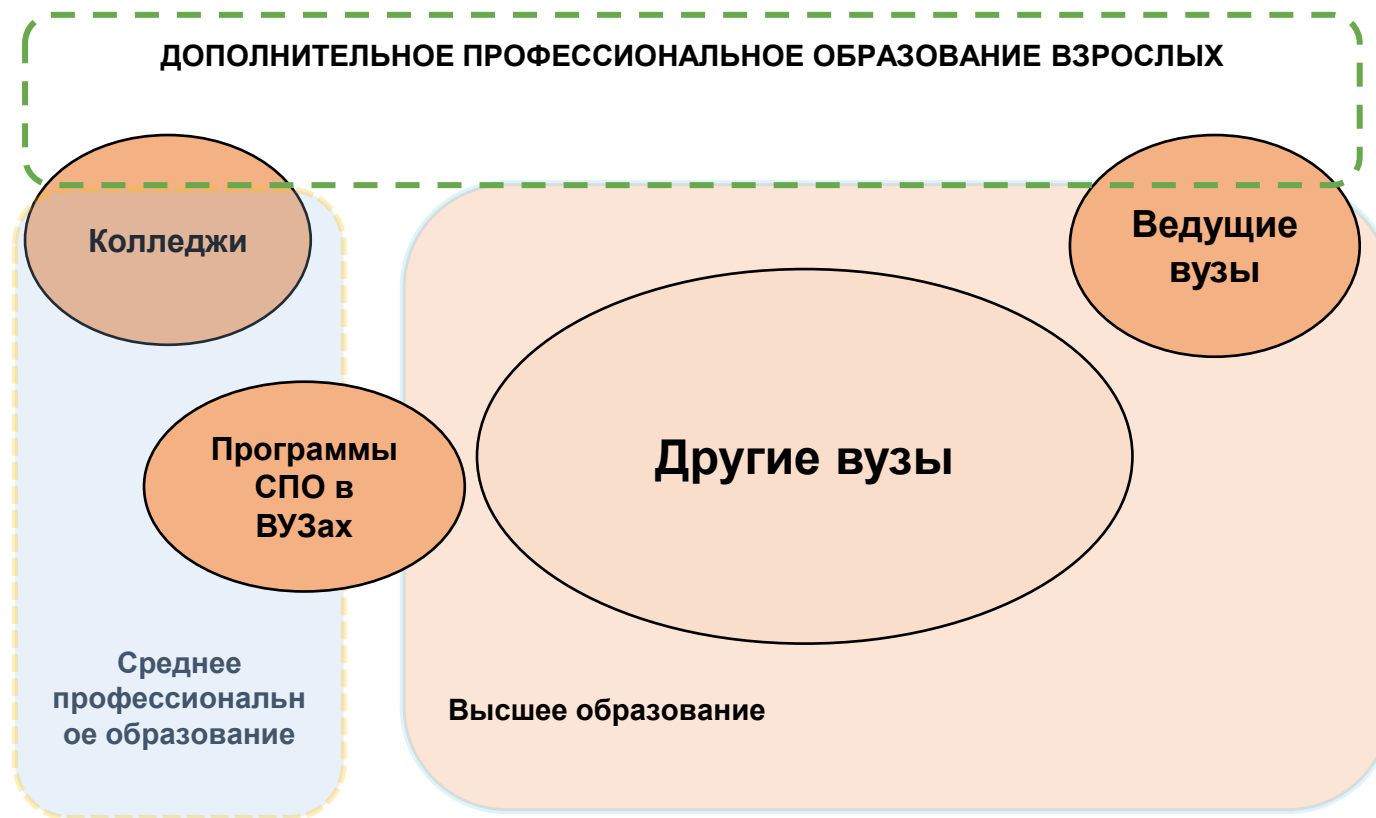 ДОПОЛНИТЕЛЬНОЕ ПРОФЕССИОНАЛЬНОЕ ОБРАЗОВАНИЕ ВЗРОСЛЫХ
Колледжи
Ведущие
вузы
Программы
СПО в
ВУЗах
Другие вузы
Среднее
профессиональн
ое образование
Высшее образование